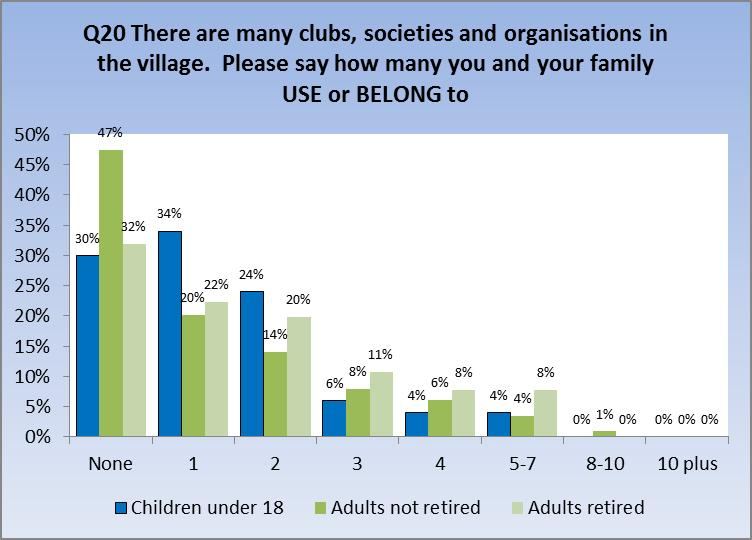 Q20 There are many clubs, societies and organisations in
the village.  Please say how many you and your family
USE or BELONG to
50%
45%
40%
35%
30%
25%
20%
15%
10%
5%
0%
30% 47% 32%
34% 20% 22%
24% 14% 20%
6% 8% 11%
4% 6% 8%
4% 4% 8%
0% 1% 0%
0% 0% 0%
None 1 2 3 4 5-7 8-10 10 plus
Children under 18 Adults not retired Adults retired